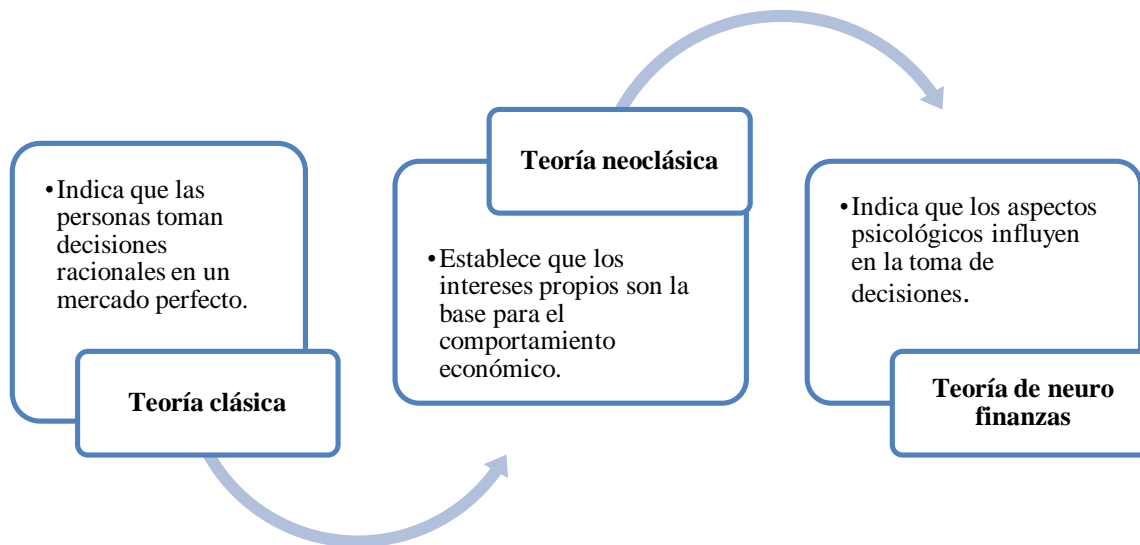 •Indica que las
personas toman
decisiones
racionales en un
mercado perfecto.
Teoría clásica
Teoría neoclásica
•Establece que los
intereses propios son la
base para el
comportamiento
económico.
•Indica que los aspectos
psicológicos influyen
en la toma de
decisiones.
Teoría de neuro
finanzas